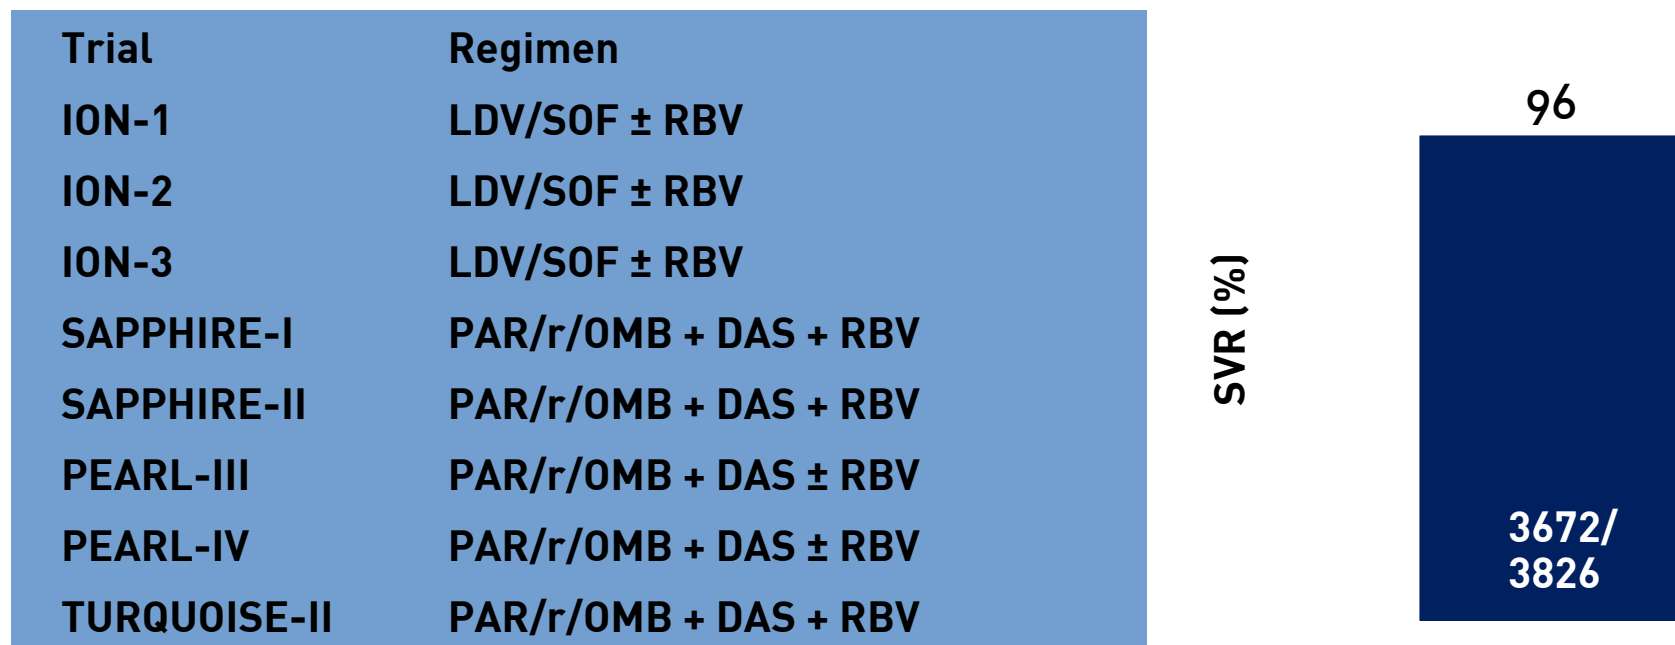 Trial Regimen
ION-1 LDV/SOF ± RBV
ION-2 LDV/SOF ± RBV
ION-3 LDV/SOF ± RBV
SAPPHIRE-I PAR/r/OMB + DAS + RBV
SAPPHIRE-II PAR/r/OMB + DAS + RBV
PEARL-III PAR/r/OMB + DAS ± RBV
PEARL-IV PAR/r/OMB + DAS ± RBV
TURQUOISE-II PAR/r/OMB + DAS + RBV
SVR (%)
96
3672/
3826